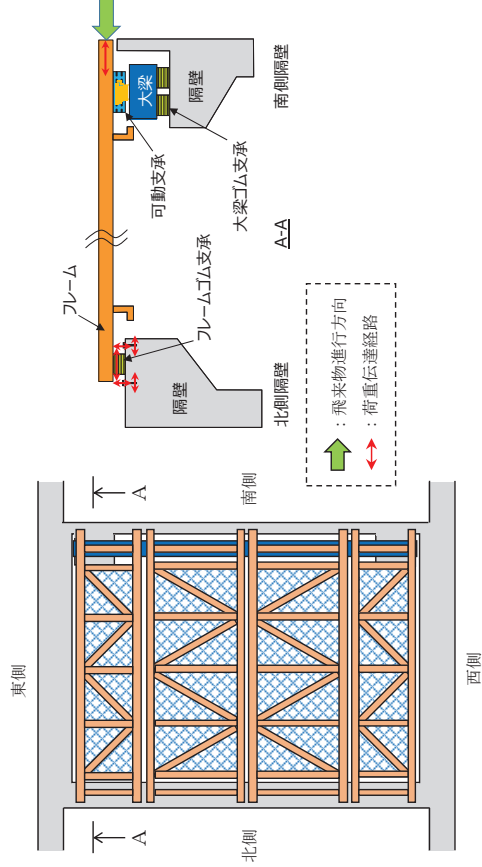 東側
A
A
北側
南側
西側
フレーム
大梁
隔壁
隔壁
可動支承
大梁ゴム支承
フレームゴム支承
北側隔壁
南側隔壁
A-A
：飛来物進行方向
：荷重伝達経路